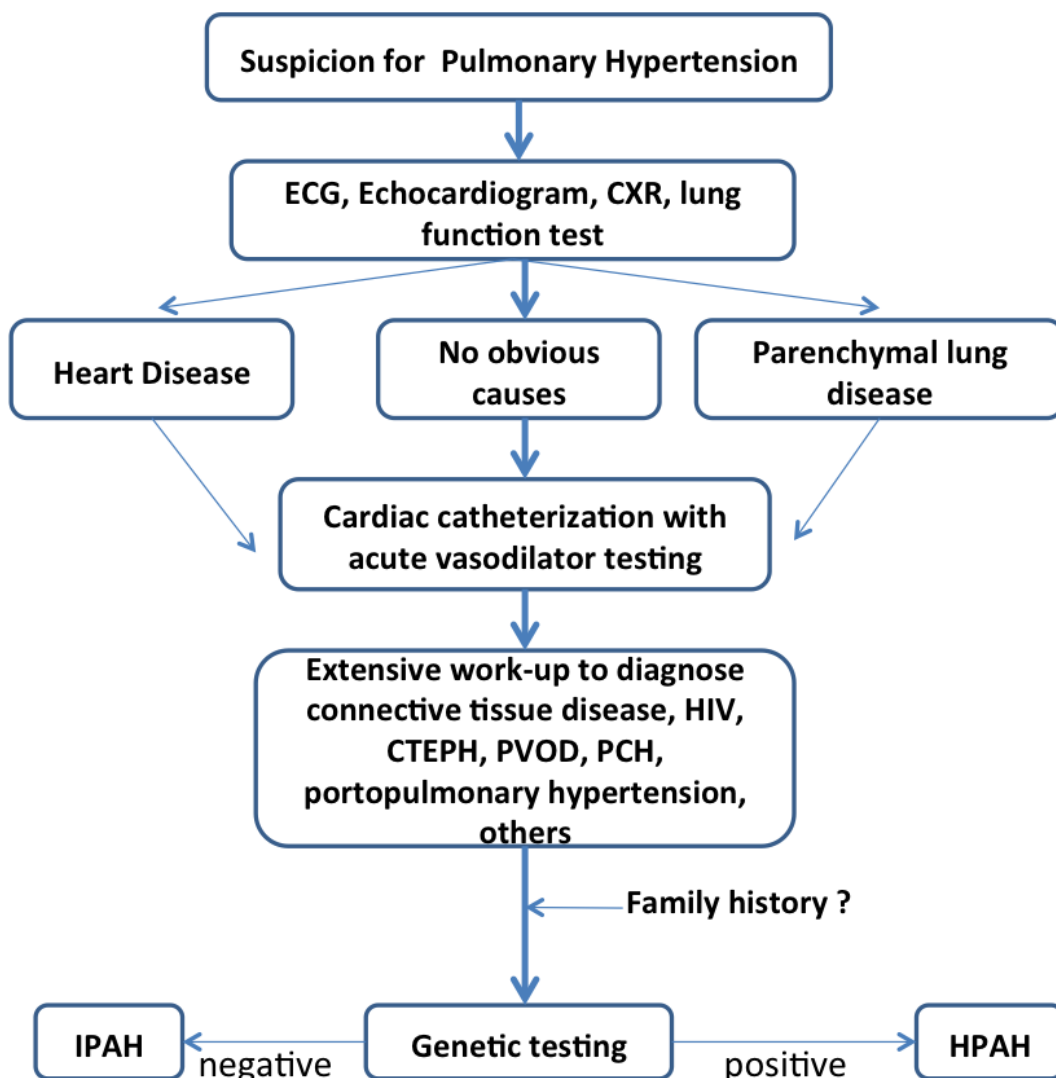 Suspicion for Pulmonary Hypertension
ECG, Echocardiogram, CXR, lung
function test
Heart Disease
No obvious
causes
Parenchymal lung
disease
Cardiac catheterization with
acute vasodilator testing
Extensive work-up to diagnose
connective tissue disease, HIV,
CTEPH, PVOD, PCH,
portopulmonary hypertension,
others
Family history ?
IPAH
negative
Genetic testing
positive
HPAH